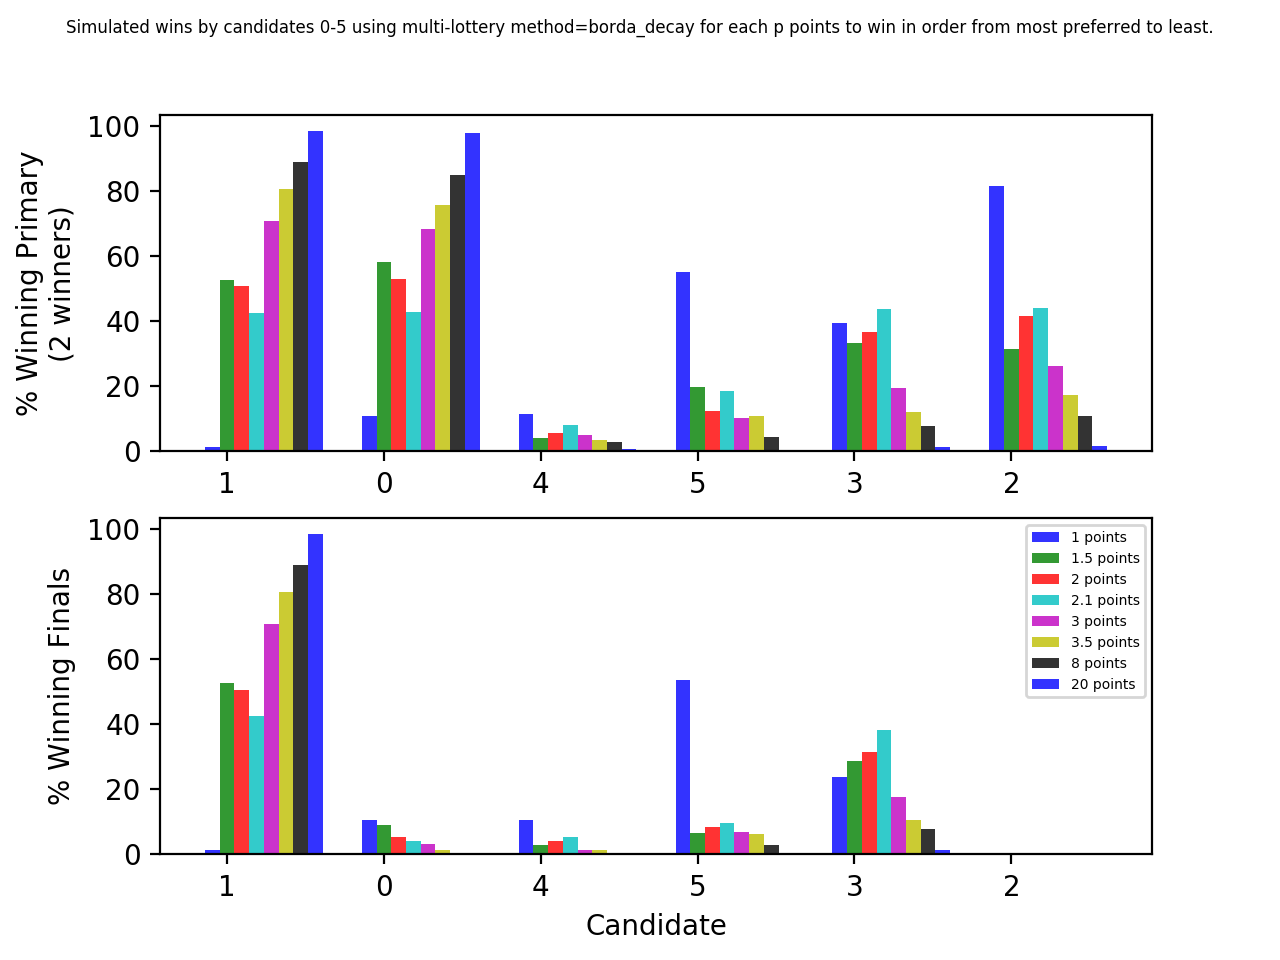 Simulated wins by candidates 0-5 using multi-lottery method=borda_decay for each p points to win in order from most preferred to least.
% Winning Primary
(2 winners)
100
80
60
40
20
0
1 0 4 5 3 2
% Winning Finals
100
80
60
40
20
0
1 points
1.5 points
2 points
2.1 points
3 points
3.5 points
8 points
20 points
1 0 4 5 3 2
Candidate